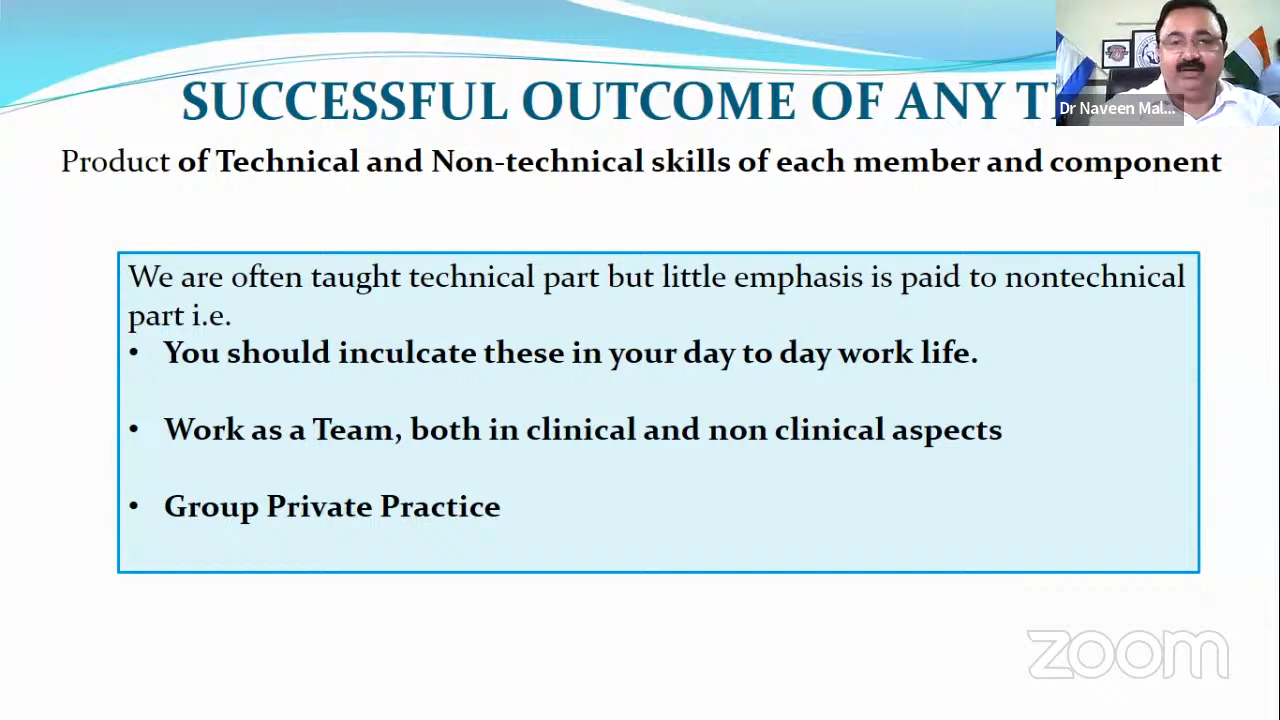 SUCCESSFUL OUTCOME OF ANY
Dr Naveen Mal...
Product of Technical and Non-technical skills of each member and component
We are often taught technical part but little emphasis is paid to nontechnical
part i.e.
• You should inculcate these in your day to day work life.
• Work as a Team, both in clinical and non clinical aspects
• Group Private Practice
zoom